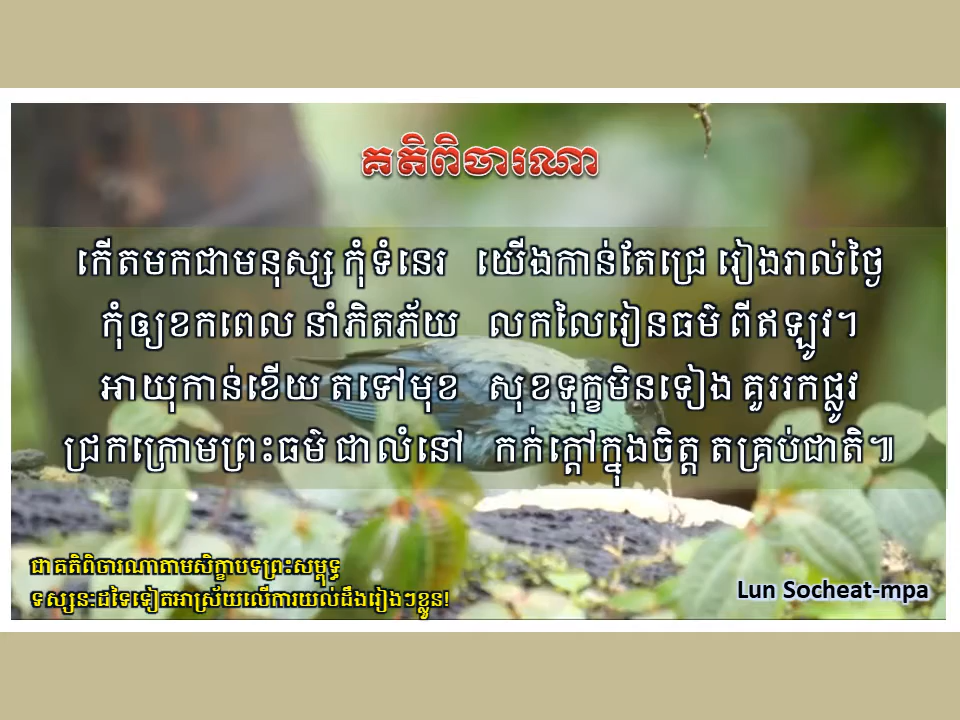 គតិពិចារណា
កើតមកជាមនុស្ស កុំទំនេរ យើងកាន់តែជ្រេ រៀងរាល់ថ្ងៃ
កុំឲ្យខកពេល នាំភិតភ័យ លកលៃរៀនធម៌ ពីឥឡូវៗ
អាយុកាន់ខើយ តទៅមុខ សុខទុក្ខមិនទៀង គួររកផ្លូវ
ជ្រកក្រោមព្រះធម៌ ជាលំនៅ កក់ក្តៅក្នុងចិត្ត តគ្រប់ជាតិ៕
ជាគតិពិចារណាតាមសិក្ខាបទព្រះសម្ពុទ្ធ
ទស្សនៈដទៃទៀតអាស្រ័យលើការយល់ដឹងរៀងៗខ្លួន!
Lun Socheat-mpa